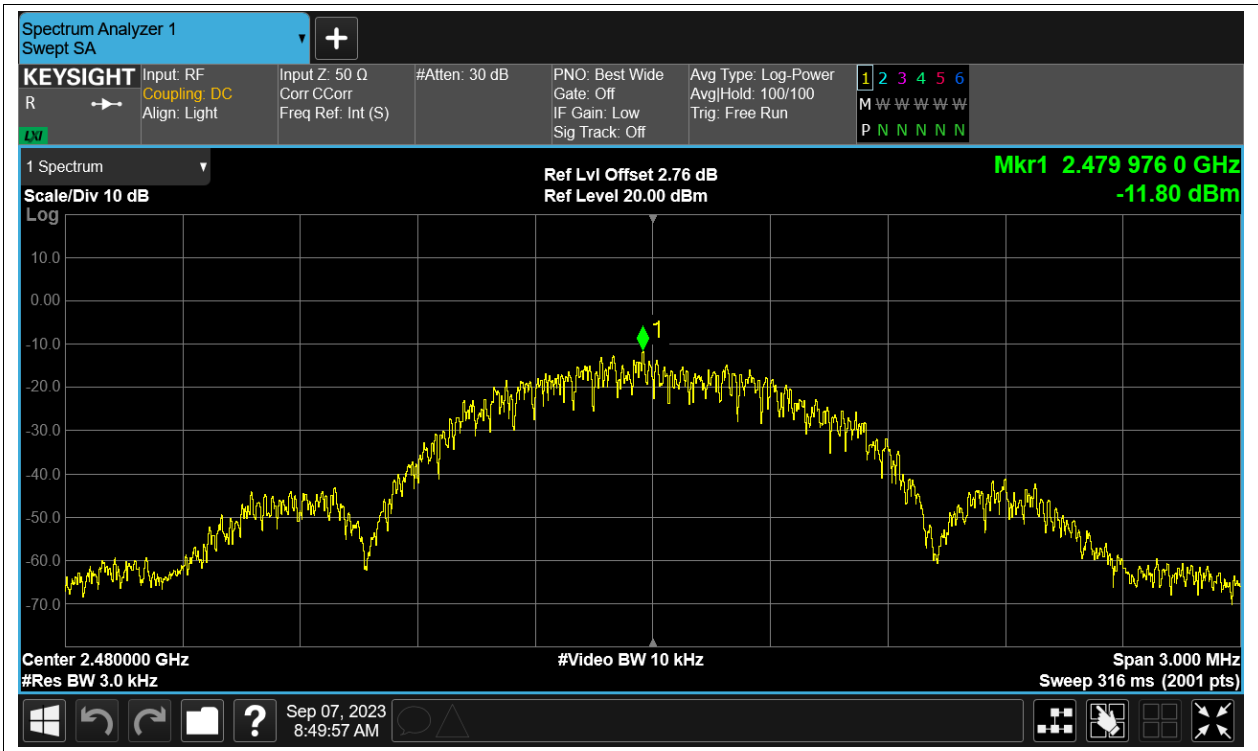 Spectrum Analyzer 1
Swept SA
+
KEYSIGHT
R
LXI
Input: RF
Coupling: DC
Align: Light
Input Z: 50 Ω
Corr CCorr
Freq Ref: Int (S)
#Atten: 30 dB
PNO: Best Wide
Gate: Off
IF Gain: Low
Sig Track: Off
Avg Type: Log-Power
Avg|Hold: 100/100
Trig: Free Run
1 2 3 4 5 6
M W W W W W
P N N N N N
1 Spectrum
Scale/Div 10 dB
Log
Ref Lvl Offset 2.76 dB
Ref Level 20.00 dBm
Mkr1 2.479 976 0 GHz
-11.80 dBm
10.0
0.00
-10.0
-20.0
-30.0
-40.0
-50.0
-60.0
-70.0
1
Center 2.480000 GHz
#Res BW 3.0 kHz
#Video BW 10 kHz
Span 3.000 MHz
Sweep 316 ms (2001 pts)
?
Sep 07, 2023
8:49:57 AM